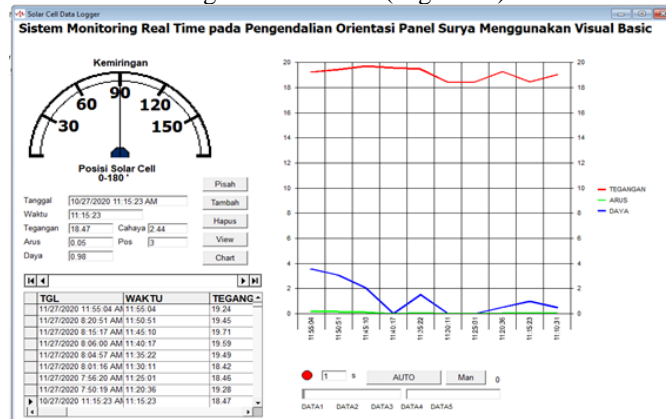 Solar Cell Data Logger
Sistem Monitoring Real Time pada Pengendalian Orientasi Panel Surya Menggunakan Visual Basic
Kemiringan
30 60 90 120 150
Posisi Solar Cell
0-180 °
Pisah
Tanggal 10/27/2020 11:15:23 AM Tambah
Waktu 11:15:23
Tegangan 18.47 Cahaya 2.44 Hapus
Arus 0.05 Pos 3 View
Daya 0.98 Chart
TGL WAKTU TEGANG
11/27/2020 11:55:04 AM 11:55:04 19.24
11/27/2020 8:20:51 AM 11:50:51 19.45
11/27/2020 8:15:17 AM 11:45:10 19.71
11/27/2020 8:06:00 AM 11:40:17 19.59
11/27/2020 8:04:57 AM 11:35:22 19.49
11/27/2020 8:01:16 AM 11:30:11 18.42
11/27/2020 7:56:20 AM 11:25:01 18.46
11/27/2020 7:50:19 AM 11:20:36 19.28
10/27/2020 11:15:23 AM 11:15:23 18.47
20 20
18 18
16 16
14 14
12 12
10 10
8 8
6 6
4 4
2 2
0 0
11:55:04 11:50:51 11:45:10 11:40:17 11:35:22 11:30:11 11:25:01 11:20:36 11:15:23 11:10:31
TEGANGAN
ARUS
DAYA
1 s AUTO Man 0
DATA1 DATA2 DATA3 DATA4 DATA5